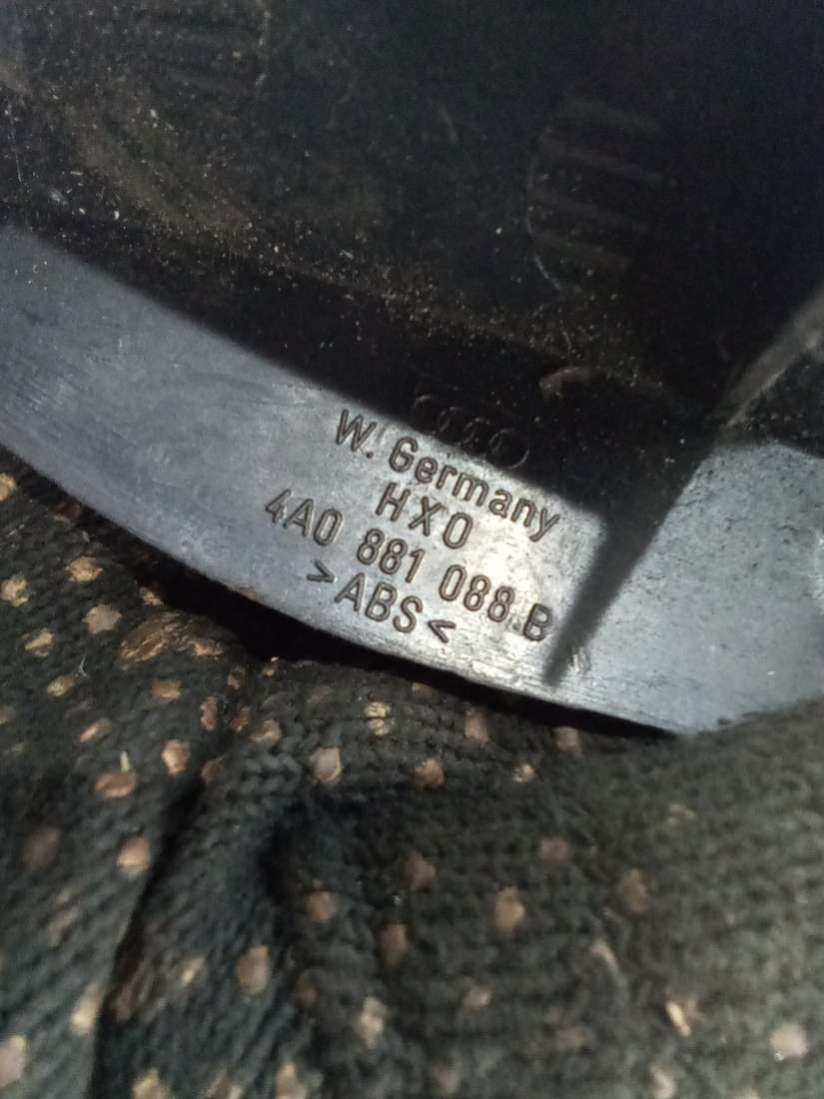 W. Germany
HXO
4A0 881 088 B
>ABS<